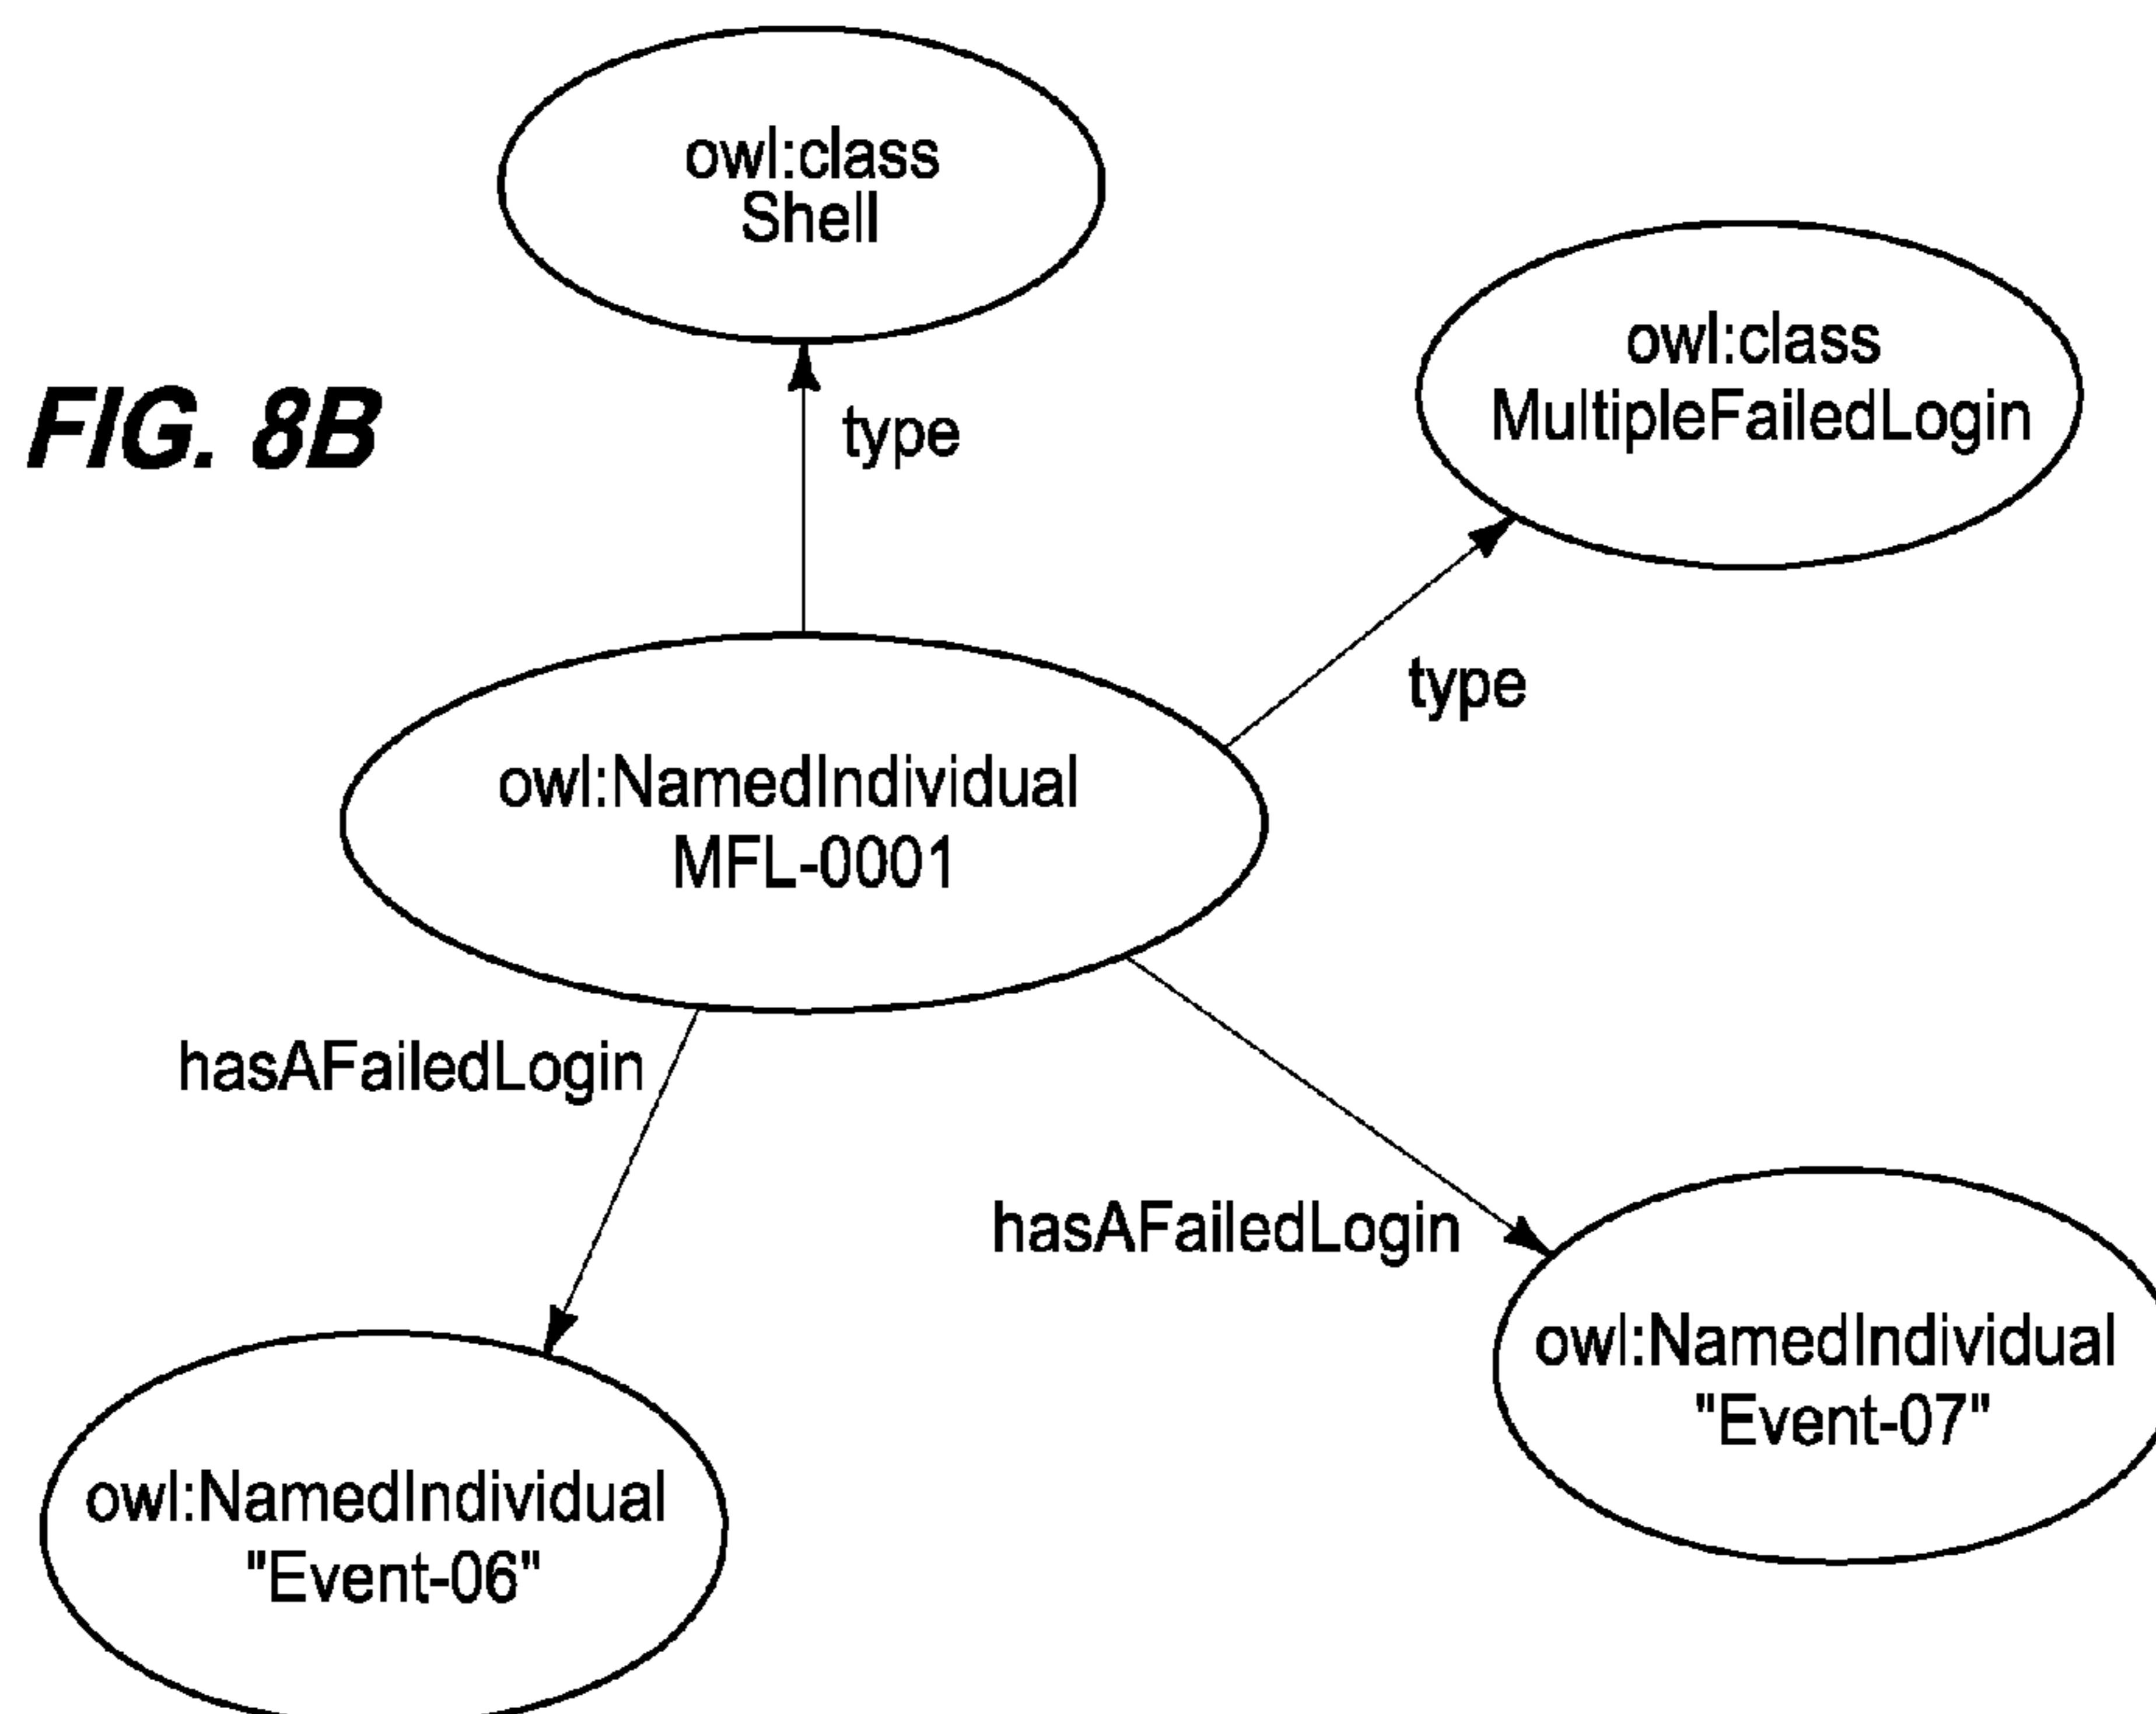 owl:class
Shell
FIG. 8B
type
owl:class
MultipleFailedLogin
type
owl:NamedIndividual
MFL-0001
hasAFailedLogin
hasAFailedLogin
owl:NamedIndividual
"Event-07"
owl:NamedIndividual
"Event-06"